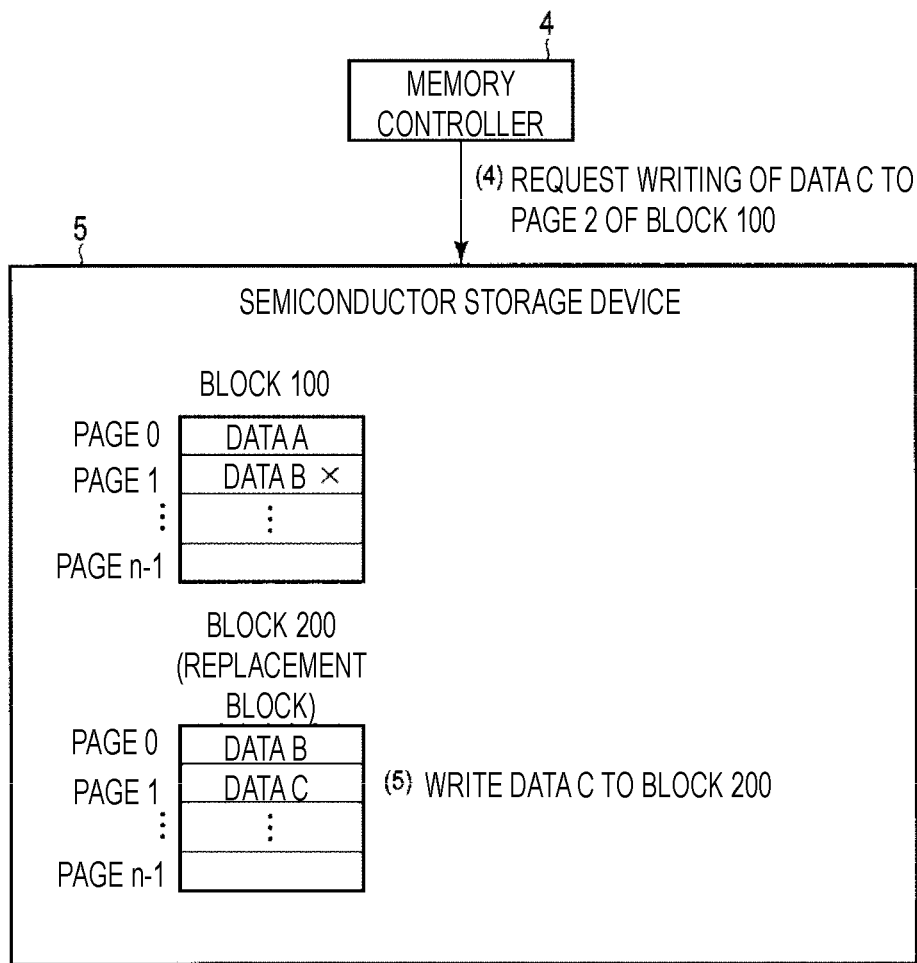 4
MEMORY
CONTROLLER
(4) REQUEST WRITING OF DATA C TO
PAGE 2 OF BLOCK 100
5
SEMICONDUCTOR STORAGE DEVICE
BLOCK 100
PAGE 0 DATA A
PAGE 1 DATA B ×
⋮ ⋮
PAGE n-1
BLOCK 200
(REPLACEMENT
BLOCK)
PAGE 0 DATA B
PAGE 1 DATA C (5) WRITE DATA C TO BLOCK 200
⋮ ⋮
PAGE n-1